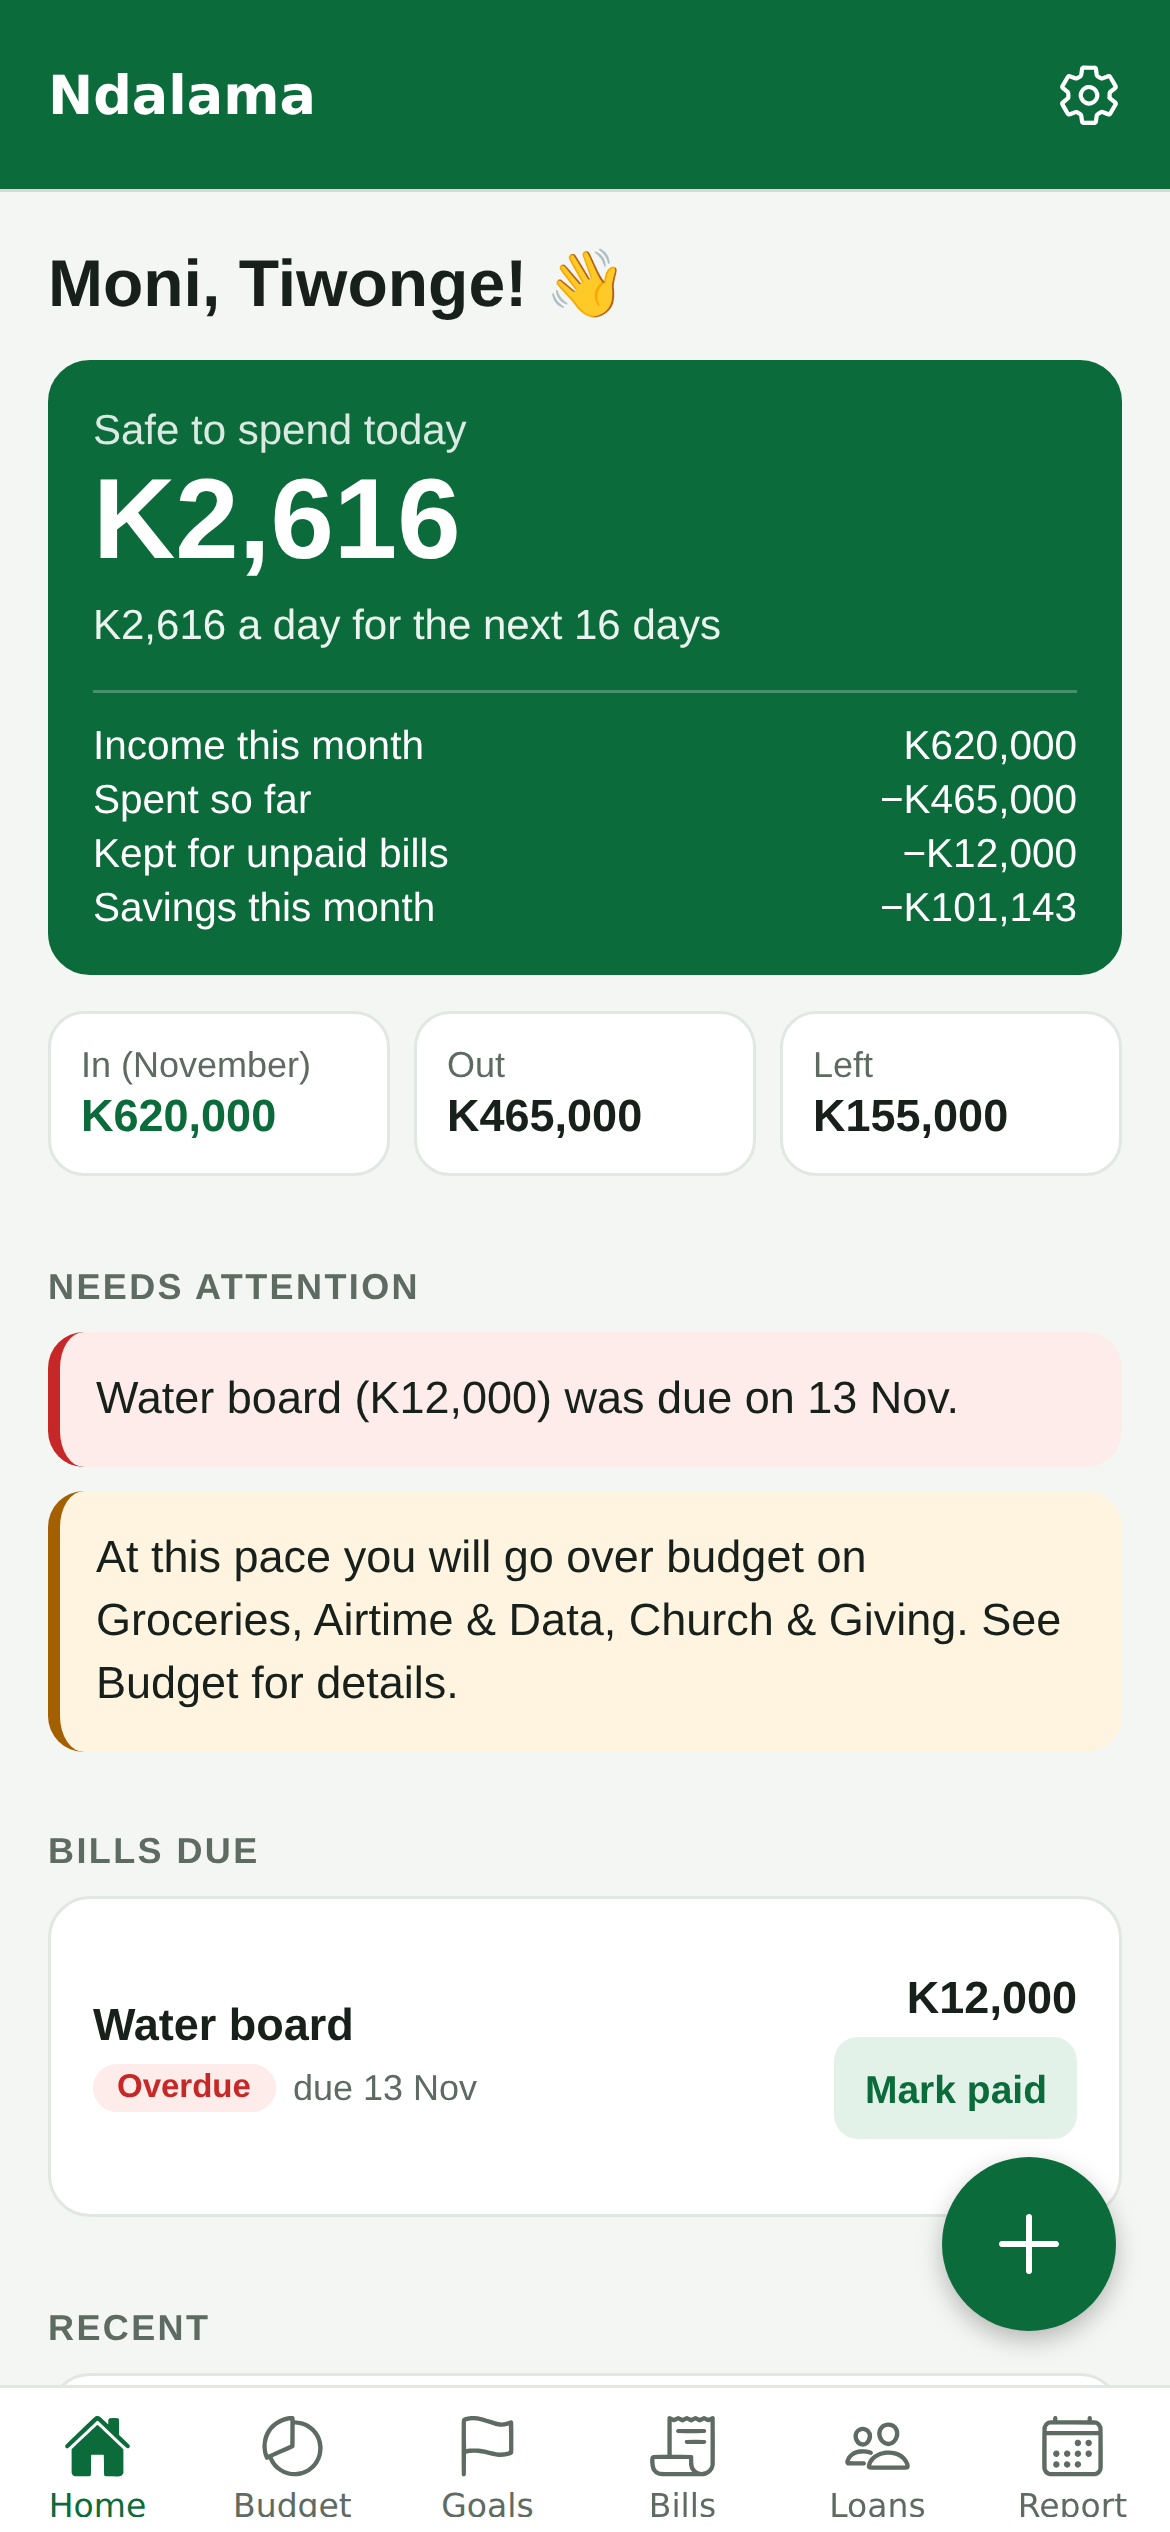 Ndalama
Moni, Tiwonge! 👋
Safe to spend today
K2,616
K2,616 a day for the next 16 days
Income this month K620,000
Spent so far −K465,000
Kept for unpaid bills −K12,000
Savings this month −K101,143
In (November) Out Left
K620,000 K465,000 K155,000
NEEDS ATTENTION
Water board (K12,000) was due on 13 Nov.
At this pace you will go over budget on
Groceries, Airtime & Data, Church & Giving. See
Budget for details.
BILLS DUE
K12,000
Water board
Overdue due 13 Nov
Mark paid
RECENT
Home Budget Goals Bills Loans Report